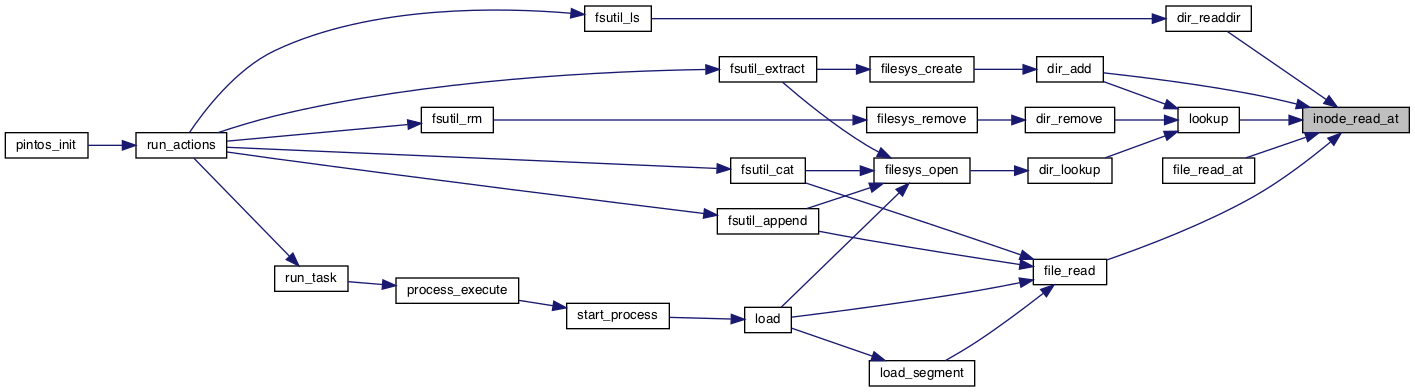 fsutil_ls
dir_readdir
fsutil_extract
filesys_create
dir_add
fsutil_rm
filesys_remove
dir_remove
lookup
inode_read_at
pintos_init
run_actions
fsutil_cat
filesys_open
dir_lookup
file_read_at
fsutil_append
run_task
process_execute
file_read
start_process
load
load_segment